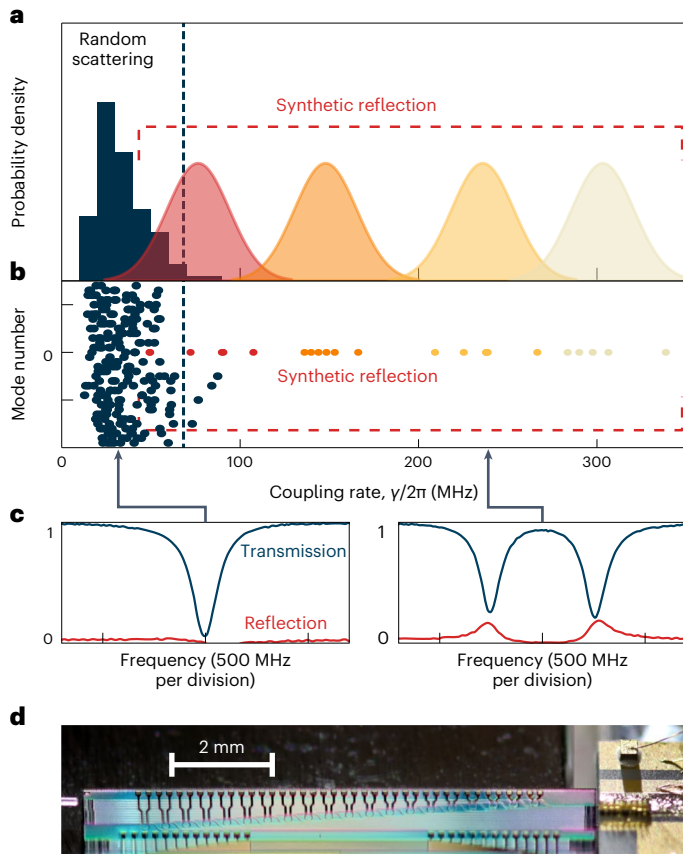 a
Random
scattering
Synthetic reflection
Probability density
b
Mode number
0
Synthetic reflection
0
100
200
300
Coupling rate, γ/2π (MHz)
c
1
Transmission
Reflection
0
Frequency (500 MHz
per division)
1
0
Frequency (500 MHz
per division)
d
2 mm